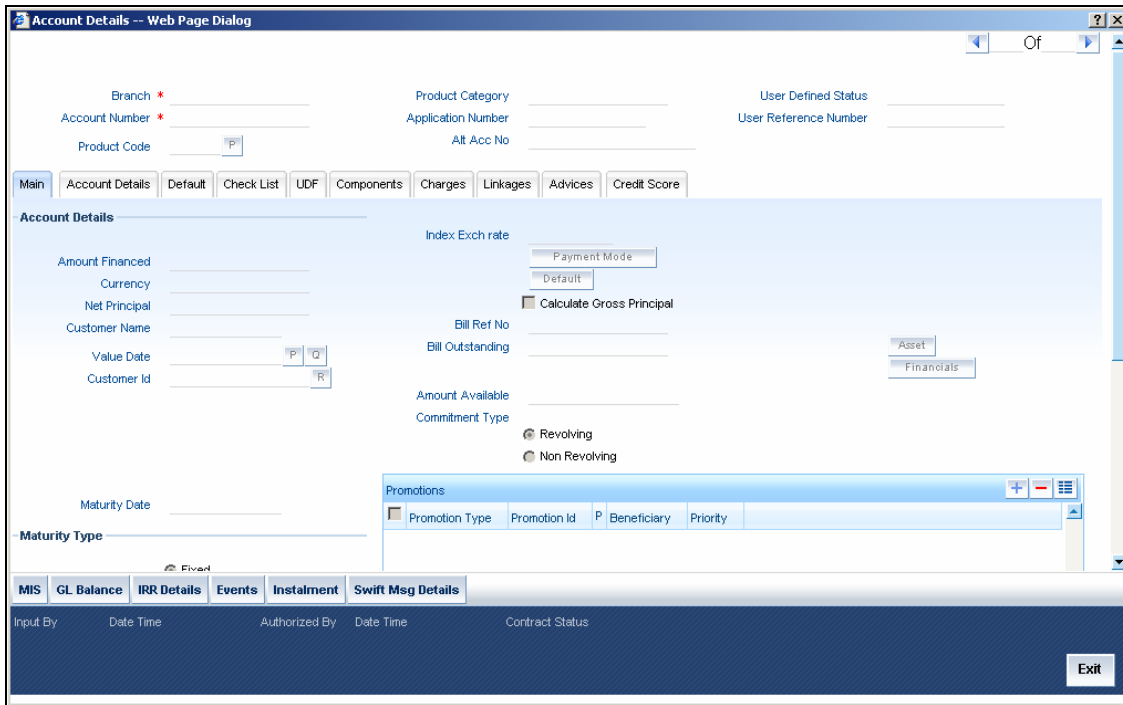 Account Details -- Web Page Dialog
Of
Branch * Product Category User Defined Status
Account Number * Application Number User Reference Number
Product Code P Alt Acc No
Main Account Details Default Check List UDF Components Charges Linkages Advices Credit Score
Account Details
Index Exch rate
Amount Financed Payment Mode
Currency Default
Net Principal Calculate Gross Principal
Customer Name Bill Ref No
Value Date P Q Bill Outstanding Asset
Customer Id R Financials
Amount Available
Commitment Type
Revolving
Non Revolving
Promotions
Maturity Date
Promotion Type Promotion Id P Beneficiary Priority
Maturity Type
Fixed
MIS GL Balance IRR Details Events Instalment Swift Msg Details
Input By Date Time Authorized By Date Time Contract Status
Exit